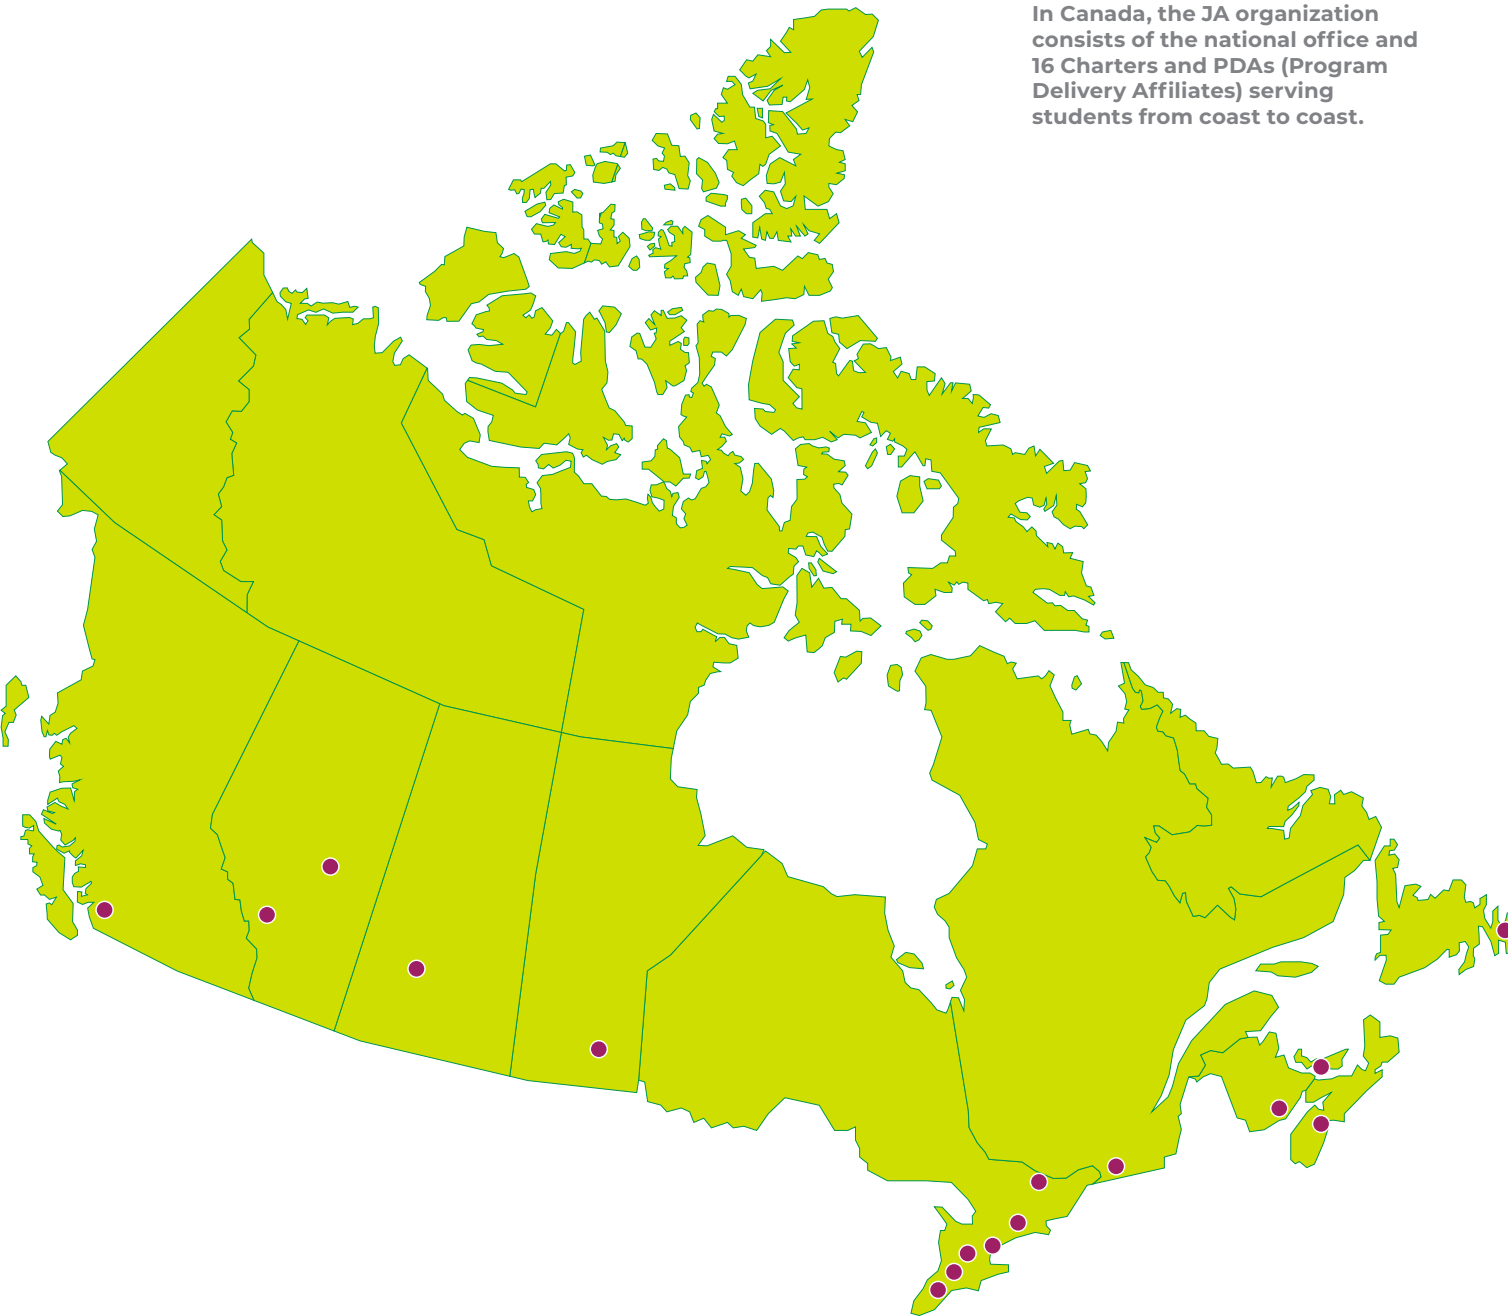 In Canada, the JA organization
consists of the national office and
16 Charters and PDAs (Program
Delivery Affiliates) serving
students from coast to coast.